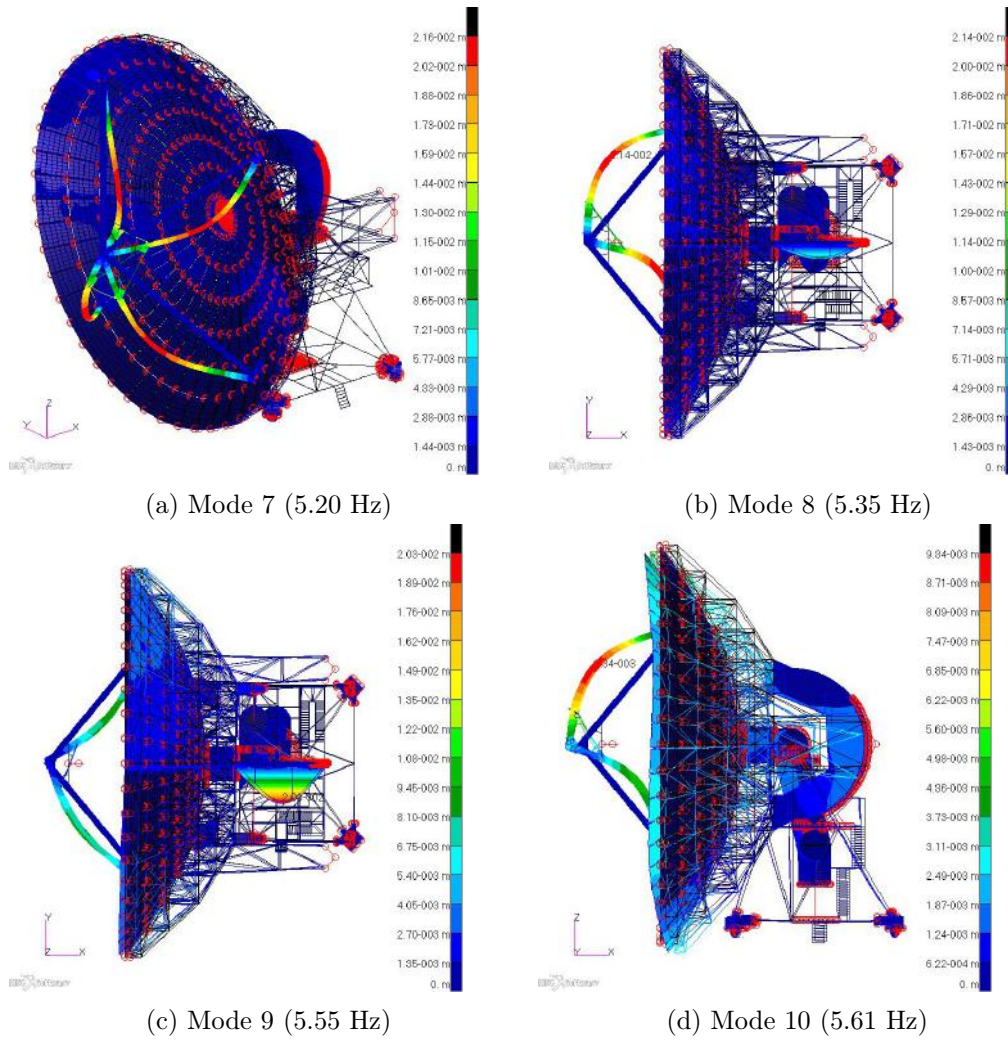 2.16-002 m
2.02-002 m
1.88-002 m
1.73-002 m
1.59-002 m
1.44-002 m
1.30-002 m
1.15-002 m
1.01-002 m
8.65-003 m
7.21-003 m
5.77-003 m
4.33-003 m
2.88-003 m
1.44-003 m
0. m
Z
Y
X
(a) Mode 7 (5.20 Hz)
2.14-002 m
2.00-002 m
1.86-002 m
1.71-002 m
1.57-002 m
1.43-002 m
1.29-002 m
1.14-002 m
1.00-002 m
8.57-003 m
7.14-003 m
5.71-003 m
4.29-003 m
2.86-003 m
1.43-003 m
0. m
Y
Z
X
(b) Mode 8 (5.35 Hz)
2.03-002 m
1.89-002 m
1.76-002 m
1.62-002 m
1.49-002 m
1.35-002 m
1.22-002 m
1.08-002 m
9.45-003 m
8.10-003 m
6.75-003 m
5.40-003 m
4.05-003 m
2.70-003 m
1.35-003 m
0. m
Y
Z
X
(c) Mode 9 (5.55 Hz)
9.34-003 m
8.71-003 m
8.09-003 m
7.47-003 m
6.85-003 m
6.22-003 m
5.60-003 m
4.98-003 m
4.36-003 m
3.73-003 m
3.11-003 m
2.49-003 m
1.87-003 m
1.24-003 m
6.22-004 m
0. m
Z
Y
X
(d) Mode 10 (5.61 Hz)